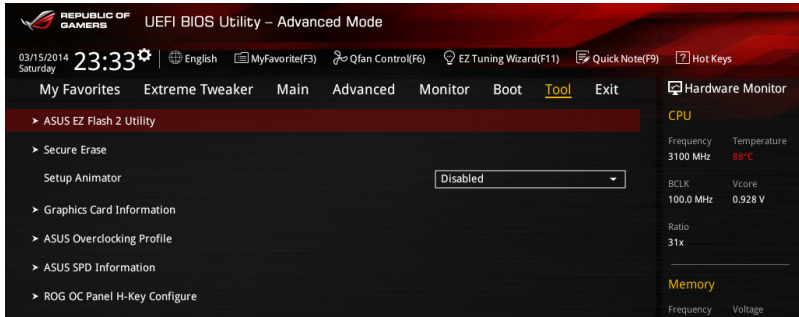 REPUBLIC OF
GAMERS
UEFI BIOS Utility – Advanced Mode
03/15/2014
Saturday
23:33
English
MyFavorite(F3)
Qfan Control(F6)
EZ Tuning Wizard(F11)
Quick Note(F9)
? Hot Keys
My Favorites
Extreme Tweaker
Main
Advanced
Monitor
Boot
Tool
Exit
Hardware Monitor
> ASUS EZ Flash 2 Utility
> Secure Erase
Setup Animator
Disabled
> Graphics Card Information
> ASUS Overclocking Profile
> ASUS SPD Information
> ROG OC Panel H-Key Configure
CPU
Frequency Temperature
3100 MHz 88°C
BCLK Vcore
100.0 MHz 0.928 V
Ratio
31x
Memory
Frequency Voltage